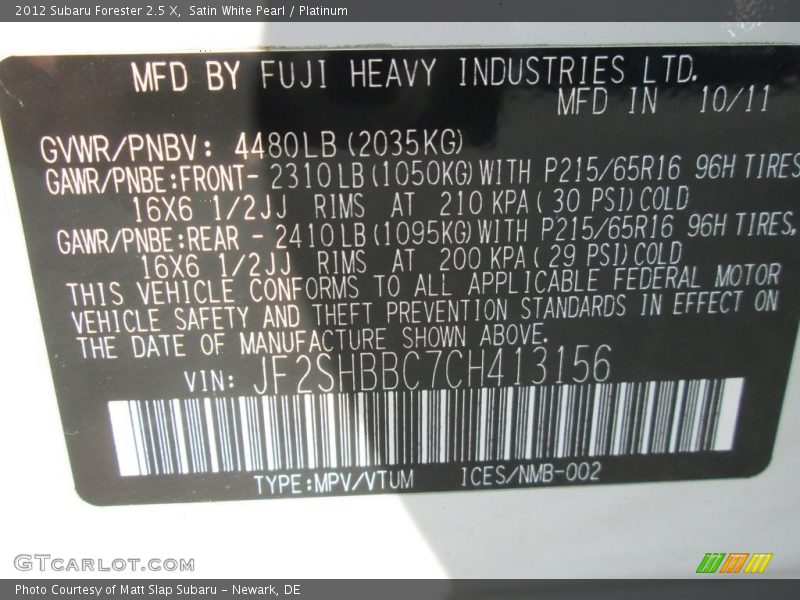 2012 Subaru Forester 2.5 X, Satin White Pearl / Platinum
MFD BY FUJI HEAVY INDUSTRIES LTD.
MFD IN 10/11
GVWR/PNBV: 4480LB(2035KG)
GAWR/PNBE:FRONT- 2310LB(1050KG)WITH P215/65R16 96H TIRES
16X6 1/2JJ RIMS AT 210 KPA( 30 PSI)COLD
GAWR/PNBE:REAR - 2410LB(1095KG)WITH P215/65R16 96H TIRES,
16X6 1/2JJ RIMS AT 200 KPA( 29 PSI)COLD
THIS VEHICLE CONFORMS TO ALL APPLICABLE FEDERAL MOTOR
VEHICLE SAFETY AND THEFT PREVENTION STANDARDS IN EFFECT ON
THE DATE OF MANUFACTURE SHOWN ABOVE.
VIN: JF2SHBBC7CH413156
TYPE:MPV/VTUM ICES/NMB-002
GTCARLOT.COM
Photo Courtesy of Matt Slap Subaru - Newark, DE